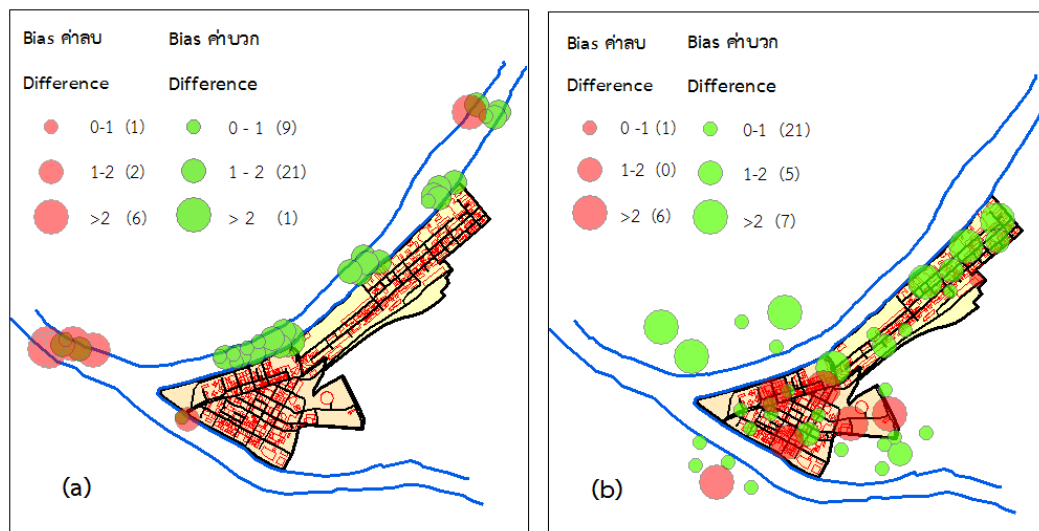 Bias ค่าลบ Bias ค่าบวก
Difference Difference
0-1 (1) 0 - 1 (9)
1-2 (2) 1 - 2 (21)
>2 (6) > 2 (1)
(a)
Bias ค่าลบ Bias ค่าบวก
Difference Difference
0 -1 (1) 0-1 (21)
1-2 (0) 1-2 (5)
>2 (6) >2 (7)
(b)